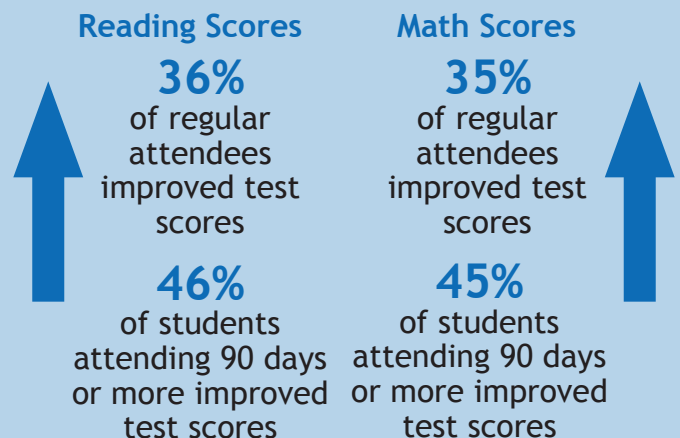 Reading Scores
36%
of regular
attendees
improved test
scores
46%
of students
attending 90 days
or more improved
test scores
Math Scores
35%
of regular
attendees
improved test
scores
45%
of students
attending 90 days
or more improved
test scores